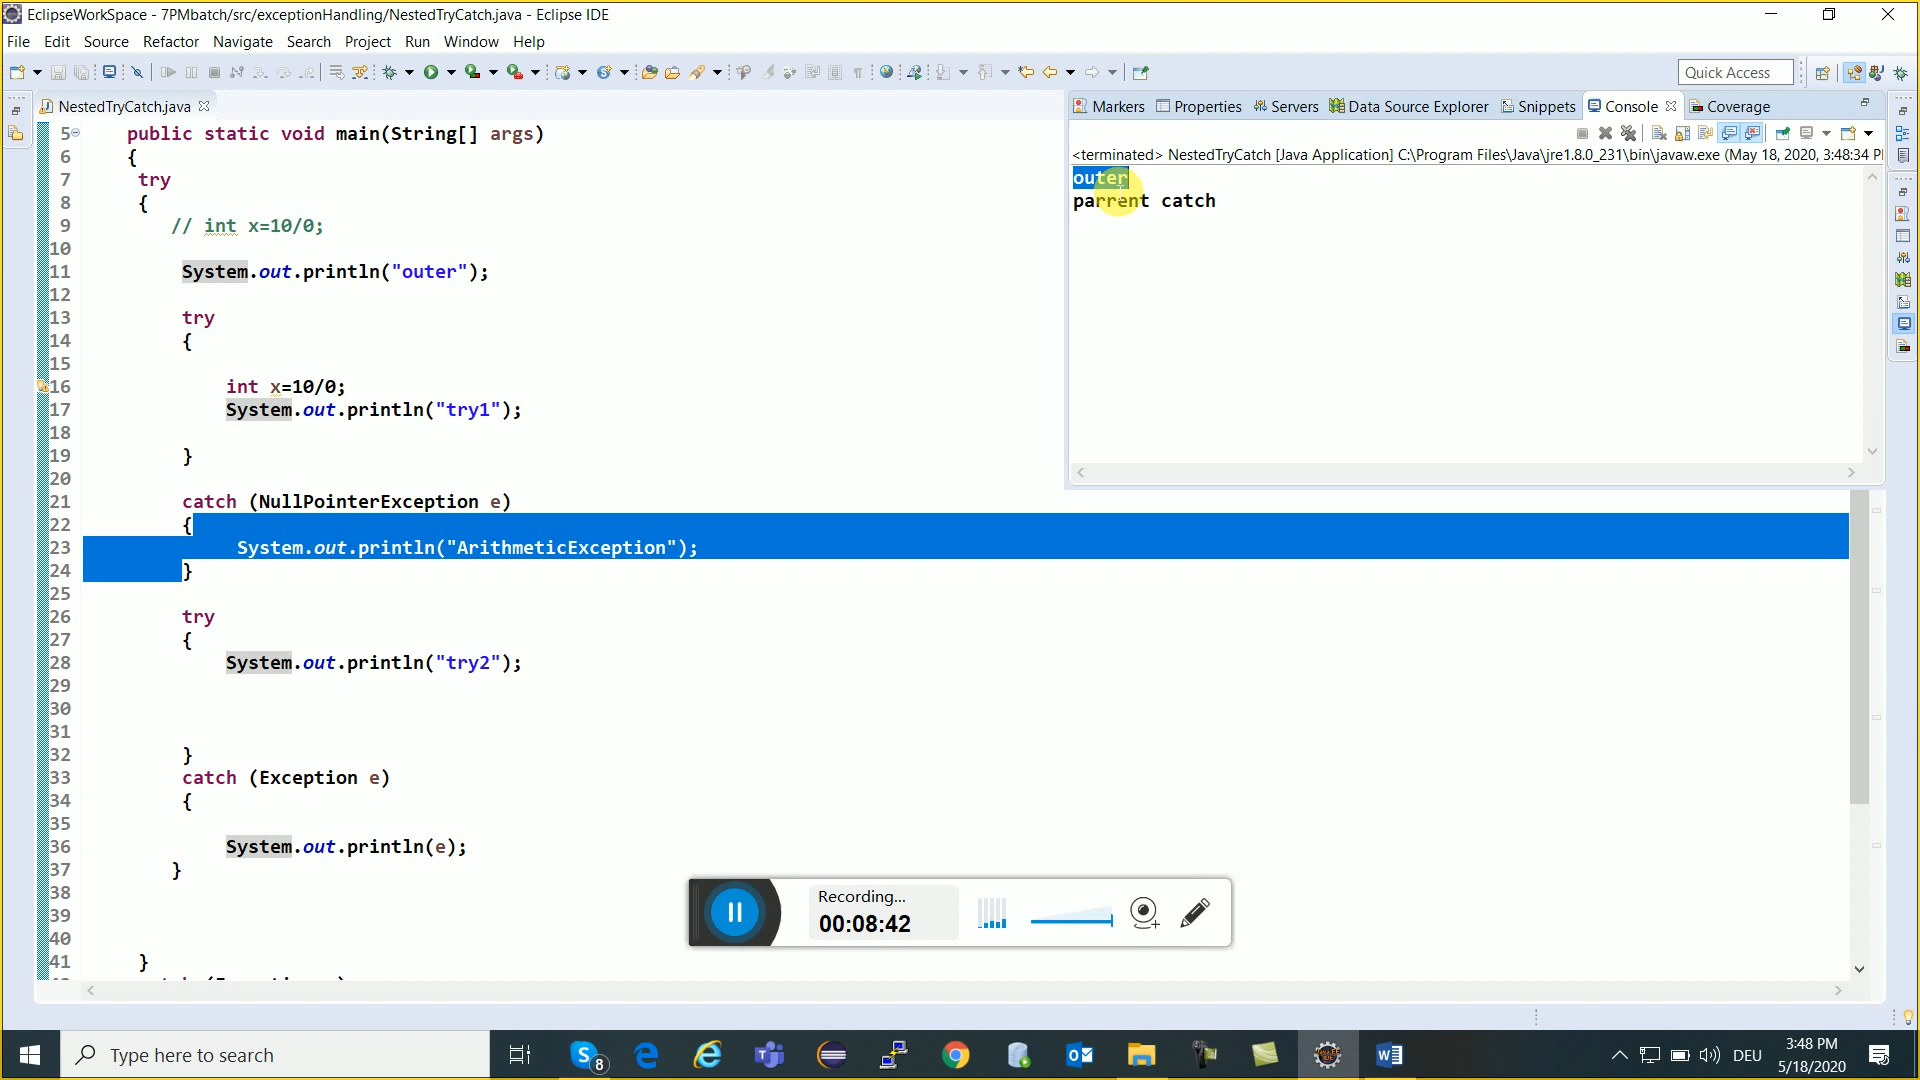 EclipseWorkSpace - 7PMbatch/src/exceptionHandling/NestedTryCatch.java - Eclipse IDE
File Edit Source Refactor Navigate Search Project Run Window Help
Quick Access
NestedTryCatch.java
Markers Properties Servers Data Source Explorer Snippets Console Coverage
<terminated> NestedTryCatch [Java Application] C:\Program Files\Java\jre1.8.0_231\bin\javaw.exe (May 18, 2020, 3:48:34 P
outer
parrent catch
5 public static void main(String[] args)
6 {
7 try
8 {
9 // int x=10/0;
10
11 System.out.println("outer");
12
13 try
14 {
15
16 int x=10/0;
17 System.out.println("try1");
18
19 }
20
21 catch (NullPointerException e)
22 {
23 System.out.println("ArithmeticException");
24 }
25
26 try
27 {
28 System.out.println("try2");
29
30
31
32 }
33 catch (Exception e)
34 {
35
36 System.out.println(e);
37 }
38
39
40
41 }
Recording...
00:08:42
Type here to search
8
DEU
3:48 PM
5/18/2020